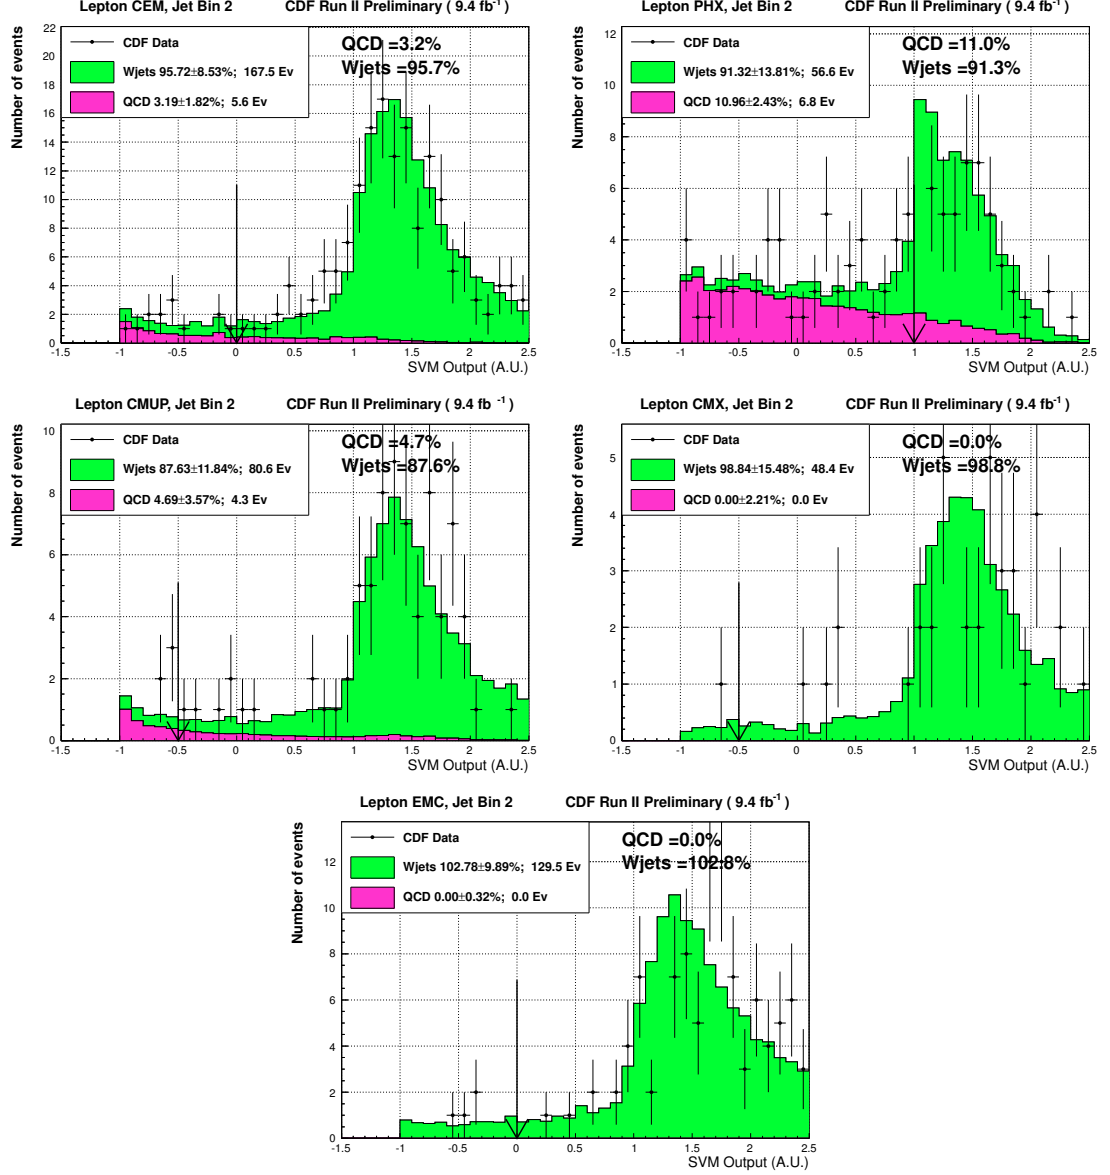 Lepton CEM, Jet Bin 2 CDF Run II Preliminary ( 9.4 fb-1 )
Number of events
22
20
18
16
14
12
10
8
6
4
2
0
CDF Data
Wjets 95.72±8.53%; 167.5 Ev
QCD 3.19±1.82%; 5.6 Ev
QCD =3.2%
Wjets =95.7%
-1.5 -1 -0.5 0 0.5 1 1.5 2 2.5
SVM Output (A.U.)
Lepton PHX, Jet Bin 2 CDF Run II Preliminary ( 9.4 fb-1 )
Number of events
12
10
8
6
4
2
0
CDF Data
Wjets 91.32±13.81%; 56.6 Ev
QCD 10.96±2.43%; 6.8 Ev
QCD =11.0%
Wjets =91.3%
-1.5 -1 -0.5 0 0.5 1 1.5 2 2.5
SVM Output (A.U.)
Lepton CMUP, Jet Bin 2 CDF Run II Preliminary ( 9.4 fb -1 )
Number of events
10
8
6
4
2
0
CDF Data
Wjets 87.63±11.84%; 80.6 Ev
QCD 4.69±3.57%; 4.3 Ev
QCD =4.7%
Wjets =87.6%
-1.5 -1 -0.5 0 0.5 1 1.5 2 2.5
SVM Output (A.U.)
Lepton CMX, Jet Bin 2 CDF Run II Preliminary ( 9.4 fb-1 )
Number of events
5
4
3
2
1
0
CDF Data
Wjets 98.84±15.48%; 48.4 Ev
QCD 0.00±2.21%; 0.0 Ev
QCD =0.0%
Wjets =98.8%
-1.5 -1 -0.5 0 0.5 1 1.5 2 2.5
SVM Output (A.U.)
Lepton EMC, Jet Bin 2 CDF Run II Preliminary ( 9.4 fb-1 )
Number of events
12
10
8
6
4
2
0
CDF Data
Wjets 102.78±9.89%; 129.5 Ev
QCD 0.00±0.32%; 0.0 Ev
QCD =0.0%
Wjets =102.8%
-1.5 -1 -0.5 0 0.5 1 1.5 2 2.5
SVM Output (A.U.)